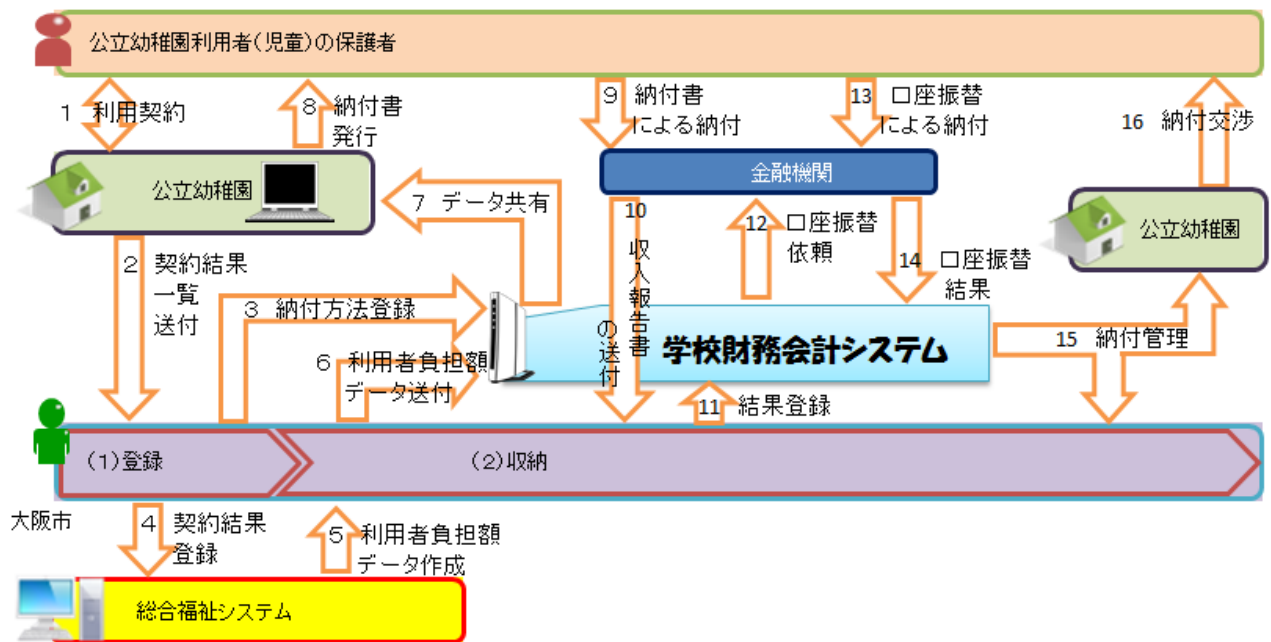 公立幼稚園利用者(児童)の保護者
1 利用契約
8 納付書
発行
9 納付書
による納付
13 口座振替
による納付
16 納付交渉
公立幼稚園
7 データ共有
金融機関
公立幼稚園
2 契約結果
一覧
送付
3 納付方法登録
6 利用者負担額
データ送付
10
収入報告書
の送付
12 口座振替
依頼
14 口座振替
結果
学校財務会計システム
15 納付管理
11 結果登録
(1)登録
(2)収納
大阪市
4 契約結果
登録
5 利用者負担額
データ作成
総合福祉システム